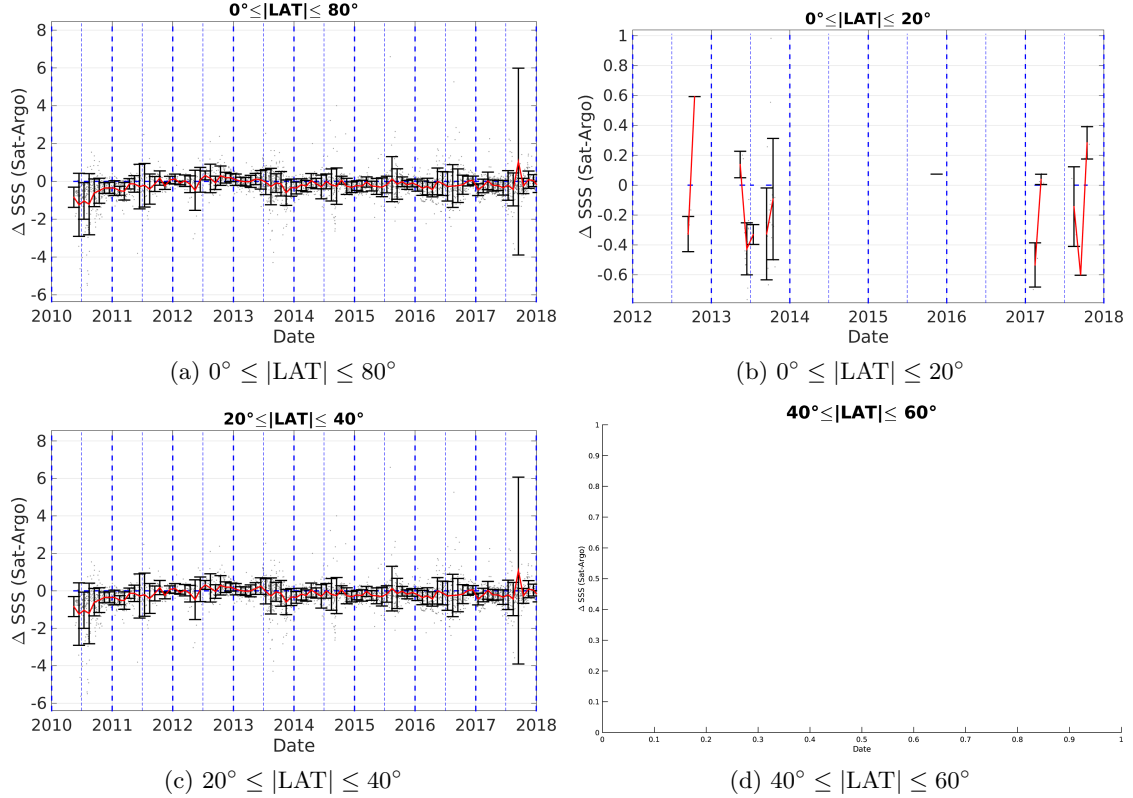 0°≤|LAT|≤ 80°
8
6
4
2
0
-2
-4
-6
Δ SSS (Sat-Argo)
2010 2011 2012 2013 2014 2015 2016 2017 2018
Date
(a) 0° ≤ |LAT| ≤ 80°
0°≤|LAT|≤ 20°
1
0.8
0.6
0.4
0.2
0
-0.2
-0.4
-0.6
Δ SSS (Sat-Argo)
2012 2013 2014 2015 2016 2017 2018
Date
(b) 0° ≤ |LAT| ≤ 20°
20°≤|LAT|≤ 40°
8
6
4
2
0
-2
-4
-6
Δ SSS (Sat-Argo)
2010 2011 2012 2013 2014 2015 2016 2017 2018
Date
(c) 20° ≤ |LAT| ≤ 40°
40°≤|LAT|≤ 60°
1
0.9
0.8
0.7
0.6
0.5
0.4
0.3
0.2
0.1
0
Δ SSS (Sat-Argo)
0 0.1 0.2 0.3 0.4 0.5 0.6 0.7 0.8 0.9 1
Date
(d) 40° ≤ |LAT| ≤ 60°